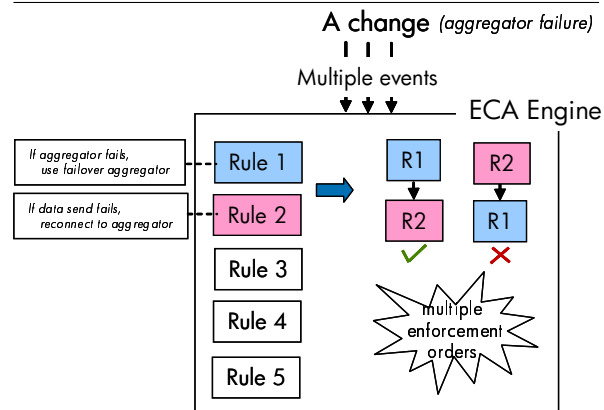 A change (aggregator failure)
Multiple events
ECA Engine
If aggregator fails,
use failover aggregator
If data send fails,
reconnect to aggregator
Rule 1
Rule 2
Rule 3
Rule 4
Rule 5
R1
R2
R2
R1
multiple
enforcement
orders